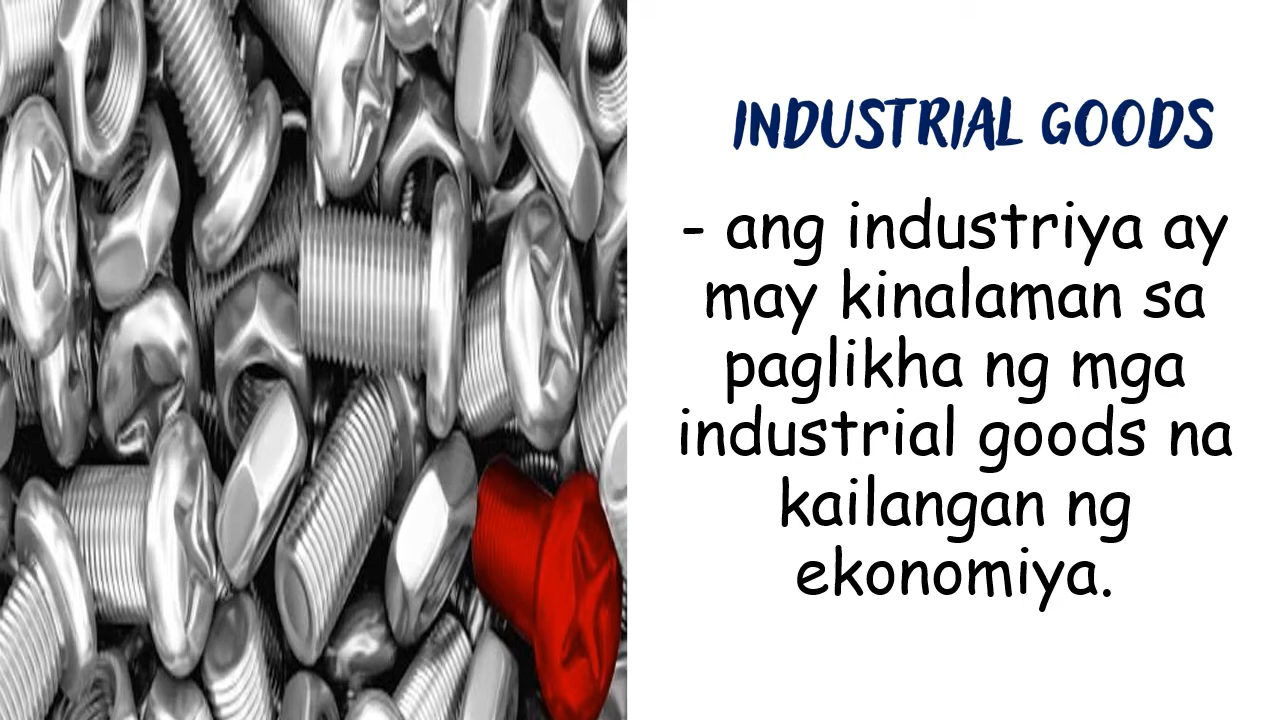 INDUSTRIAL GOODS
- ang industriya ay
may kinalaman sa
paglikha ng mga
industrial goods na
kailangan ng
ekonomiya.